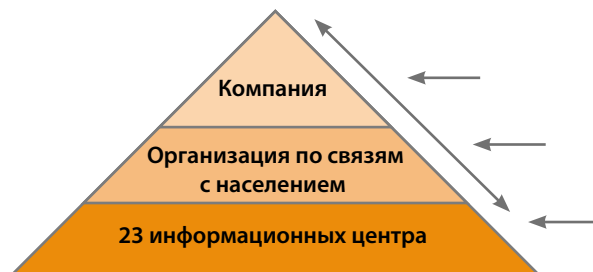 Компания
Организация по связям
с населением
23 информационных центра